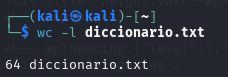 ┌──(kali㉿kali)-[~]
└─$ wc -l diccionario.txt
64 diccionario.txt